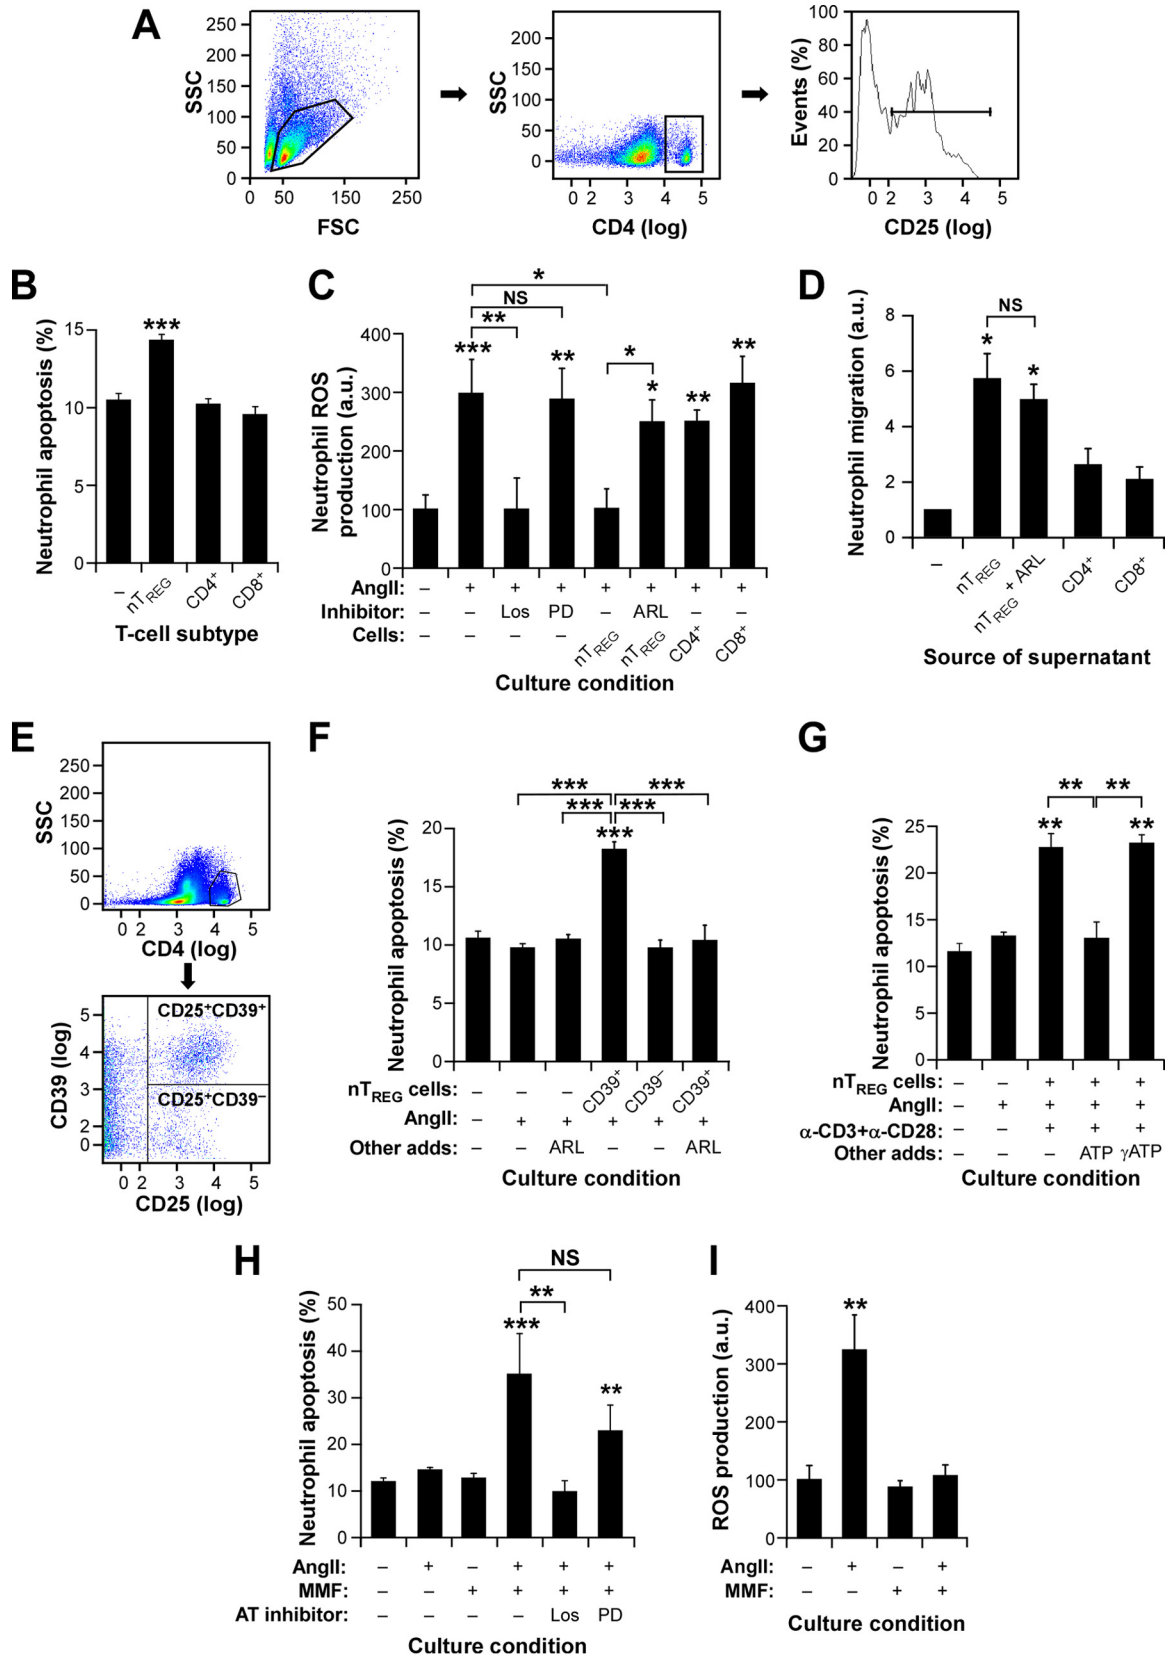 A
SSC
250
200
150
100
50
0
0 50 150 250
FSC
SSC
200
150
100
50
0
0 2 3 4 5
CD4 (log)
Events (%)
100
80
60
40
20
0
0 2 3 4 5
CD25 (log)
B
Neutrophil apoptosis (%)
15
10
5
0
***
– nTREG CD4+ CD8+
T-cell subtype
C
Neutrophil ROS
production (a.u.)
400
300
200
100
0
*
NS
**
*** ** * * ** **
AngII: – + + + – + + +
Inhibitor: – – Los PD – ARL – –
Cells: – – – – nTREG nTREG CD4+ CD8+
Culture condition
D
Neutrophil migration (a.u.)
8
6
4
2
0
NS
* *
– nTREG nTREG + ARL CD4+ CD8+
Source of supernatant
E
SSC
250
200
150
100
50
0
0 2 3 4 5
CD4 (log)
CD39 (log)
5
4
3
2
0
CD25+CD39+
CD25+CD39–
0 2 3 4 5
CD25 (log)
F
Neutrophil apoptosis (%)
20
15
10
5
0
*** ***
*** ***
***
nTREG cells: – – – CD39+ CD39– CD39+
AngII: – + + + + +
Other adds: – – ARL – – ARL
Culture condition
G
Neutrophil apoptosis (%)
25
20
15
10
5
0
** **
** **
nTREG cells: – – + + +
AngII: – + + + +
α-CD3+α-CD28: – – + + +
Other adds: – – – ATP γATP
Culture condition
H
Neutrophil apoptosis (%)
50
40
30
20
10
0
NS
**
***
**
AngII: – + – + + +
MMF: – – + + + +
AT inhibitor: – – – – Los PD
Culture condition
I
ROS production (a.u.)
400
300
200
100
0
**
AngII: – + – +
MMF: – – + +
Culture condition